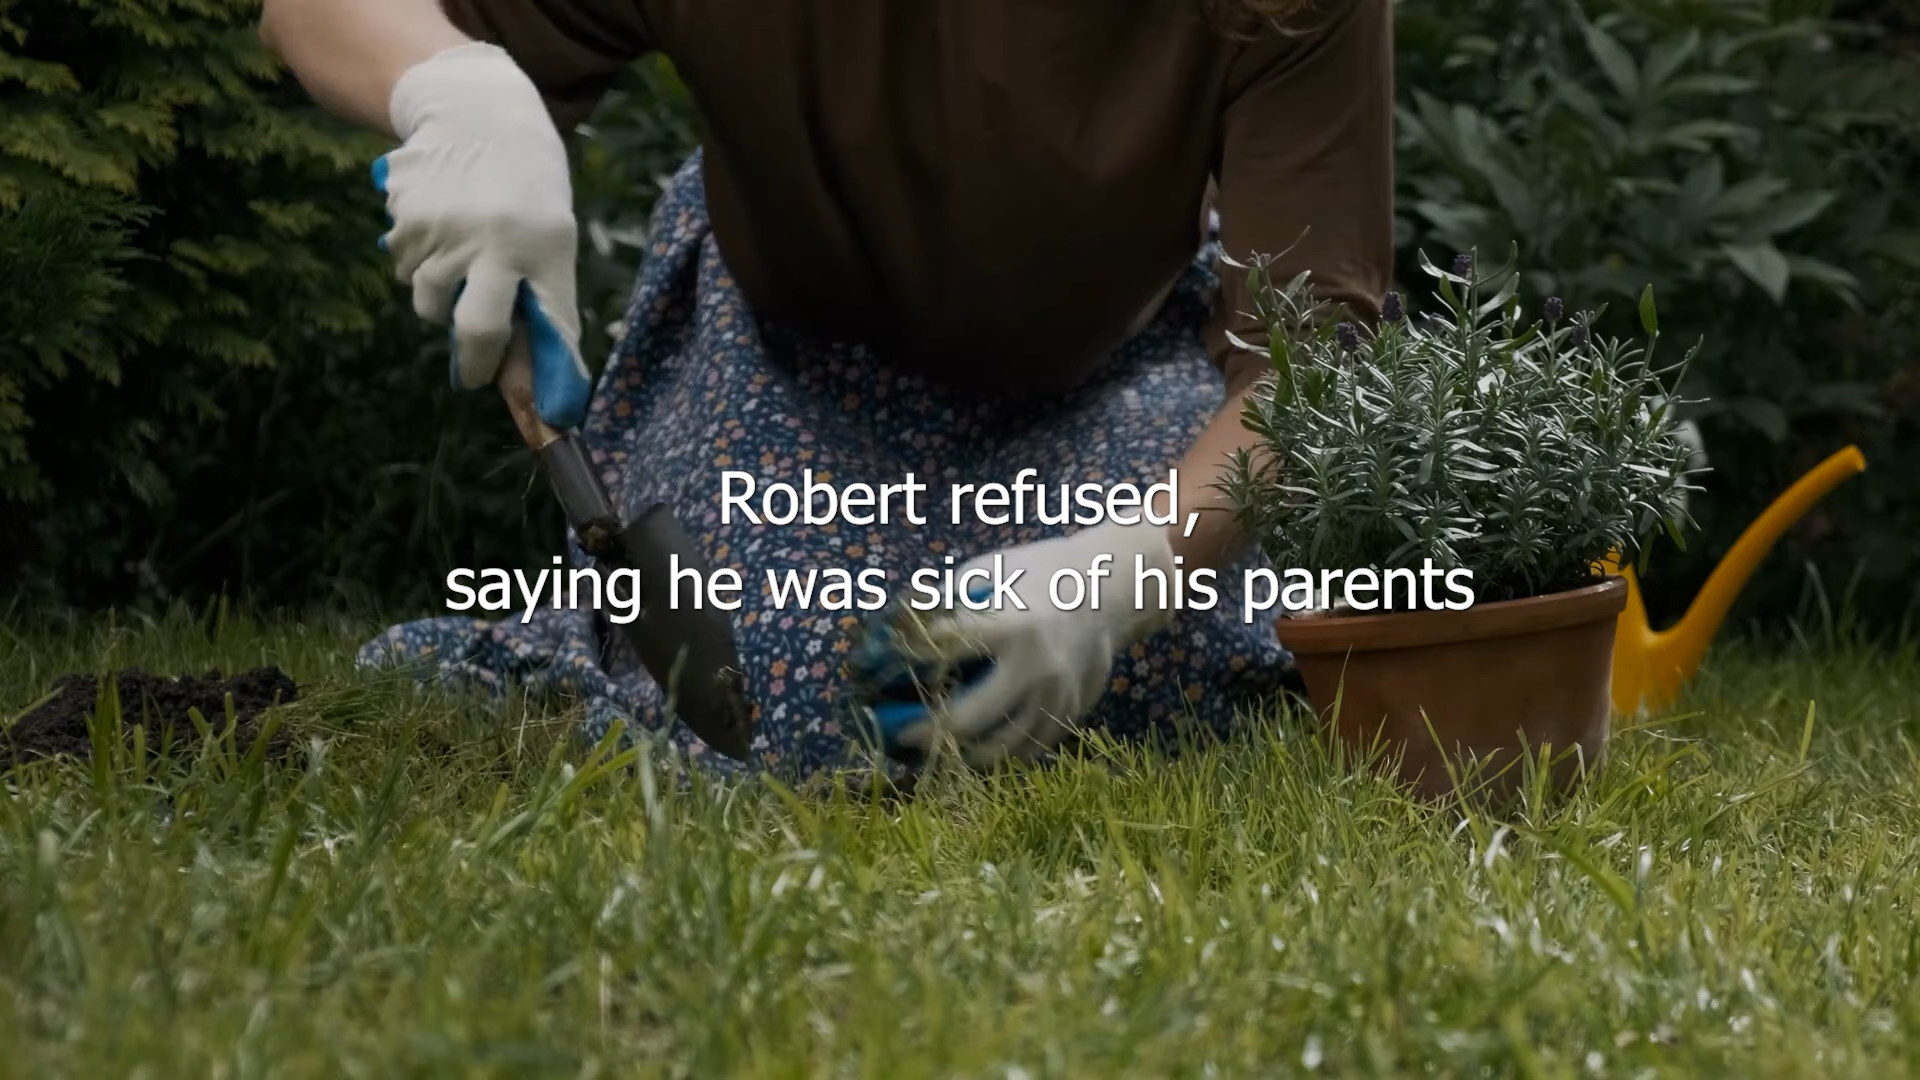 Robert refused,
saying he was sick of his parents